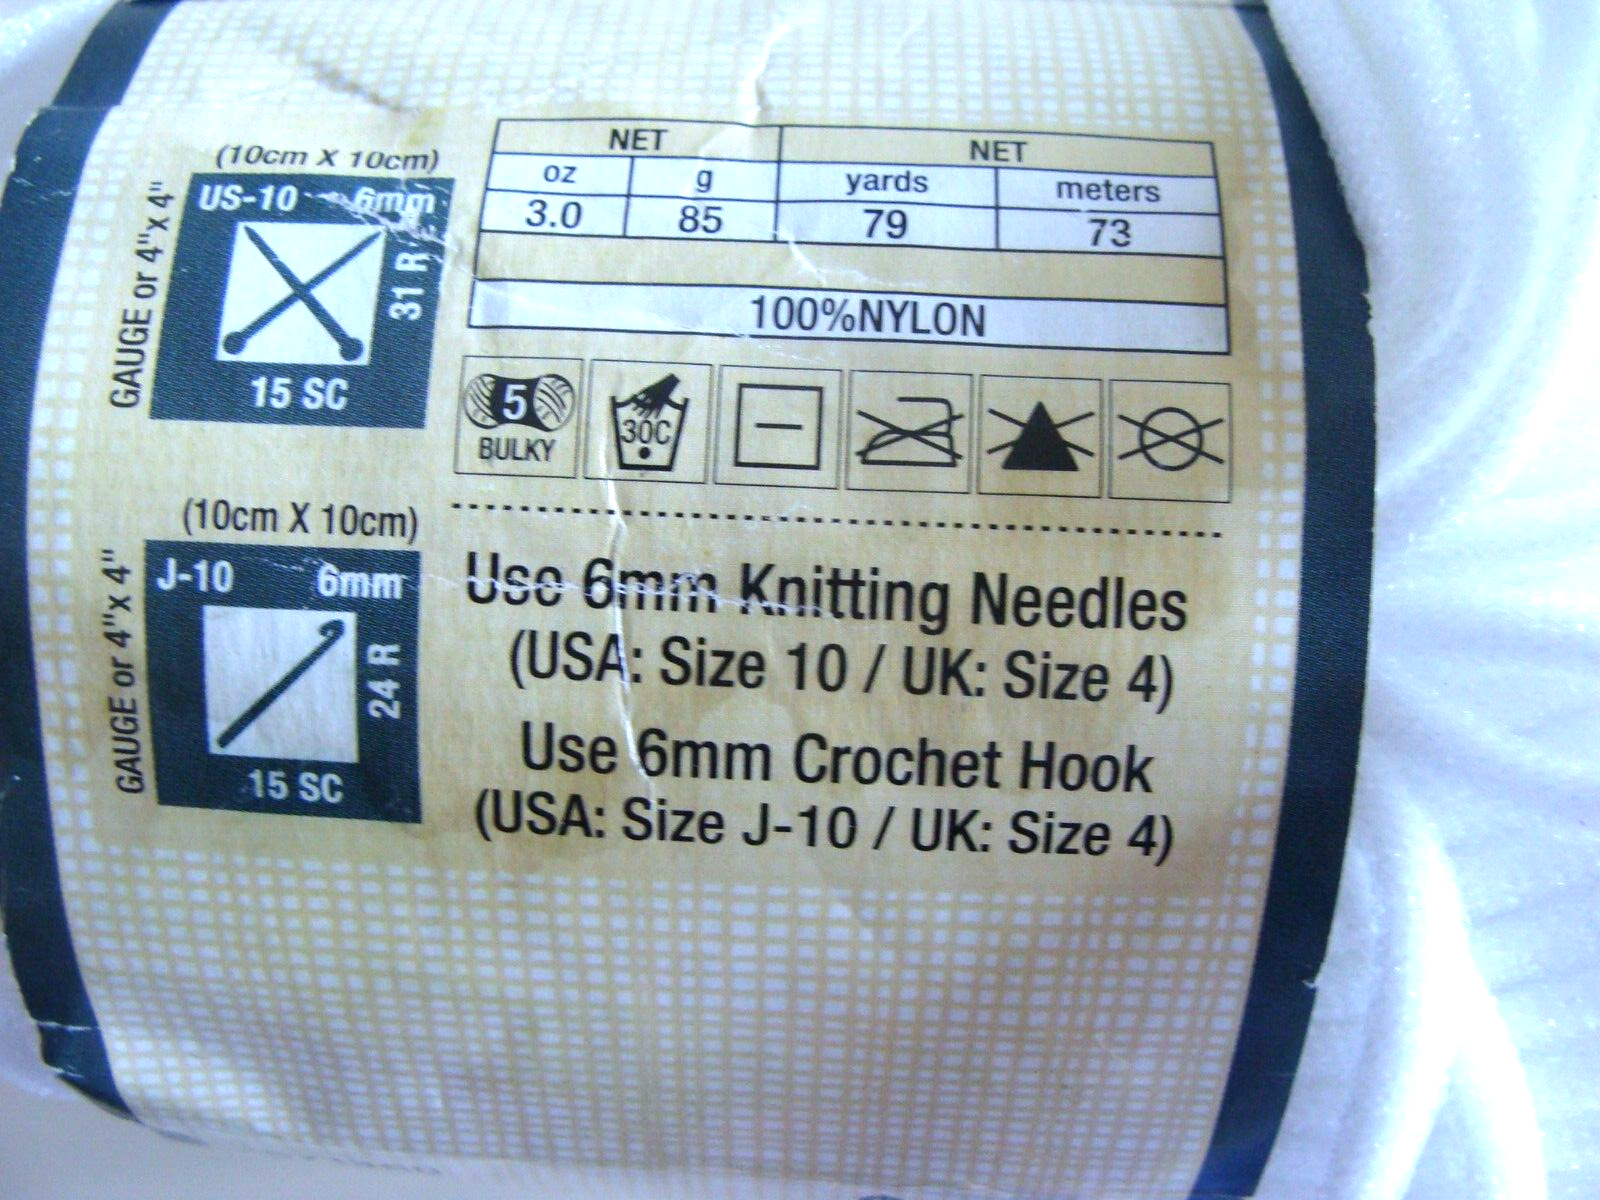 (10cm X 10cm)
GAUGE or 4"x 4"
US-10 6mm
31 R
15 SC
NET NET
oz g yards meters
3.0 85 79 73
100%NYLON
5
BULKY
30C
(10cm X 10cm)
GAUGE or 4"x 4"
J-10 6mm
24 R
15 SC
Use 6mm Knitting Needles
(USA: Size 10 / UK: Size 4)
Use 6mm Crochet Hook
(USA: Size J-10 / UK: Size 4)